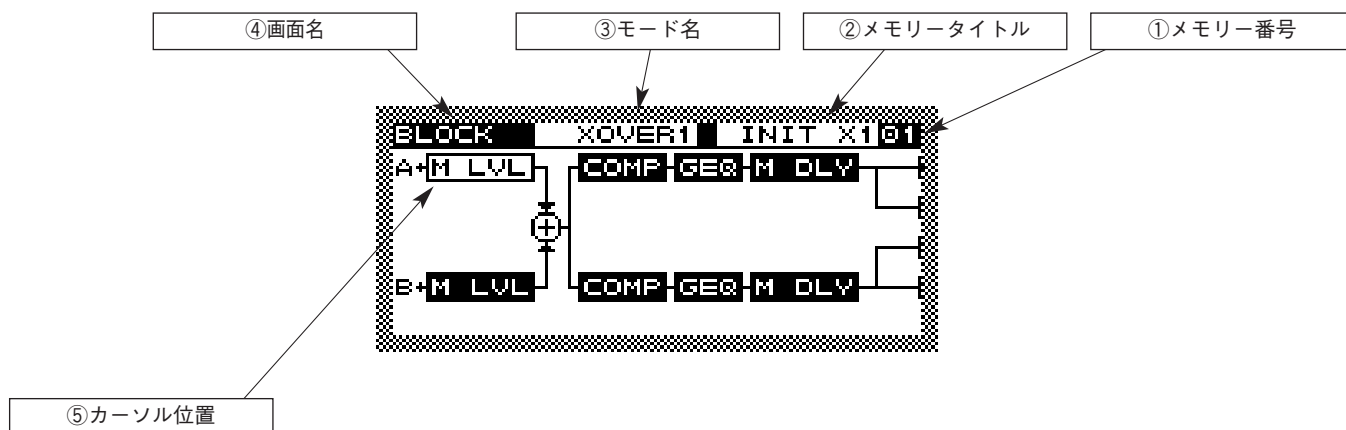 ④画面名 ③モード名 ②メモリータイトル ①メモリー番号
BLOCK XOVER1 INIT X1 01
A+M LVL COMP GEQ M DLY
B+M LVL COMP GEQ M DLY
⑤カーソル位置